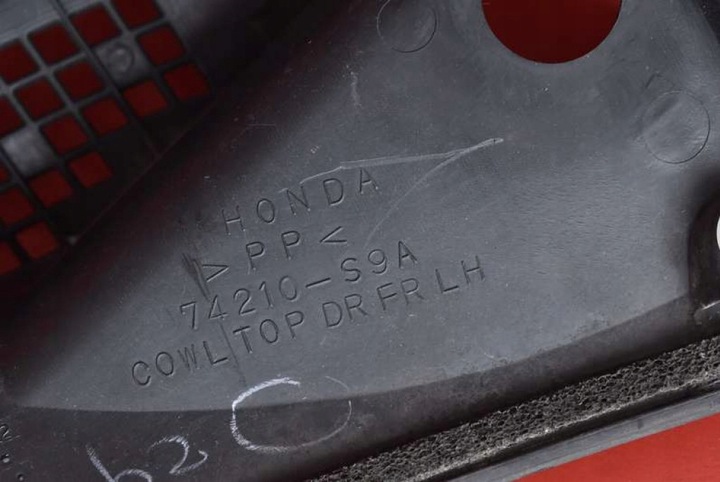 HONDA
>PP<
74210-S9A
COWL TOP DR FR LH